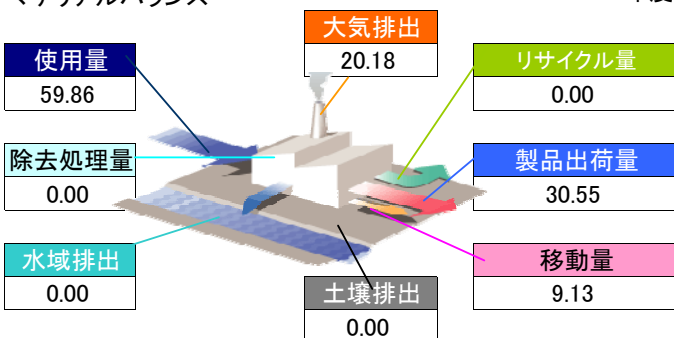 大気排出
20.18
使用量
59.86
リサイクル量
0.00
除去処理量
0.00
製品出荷量
30.55
水域排出
0.00
移動量
9.13
土壌排出
0.00